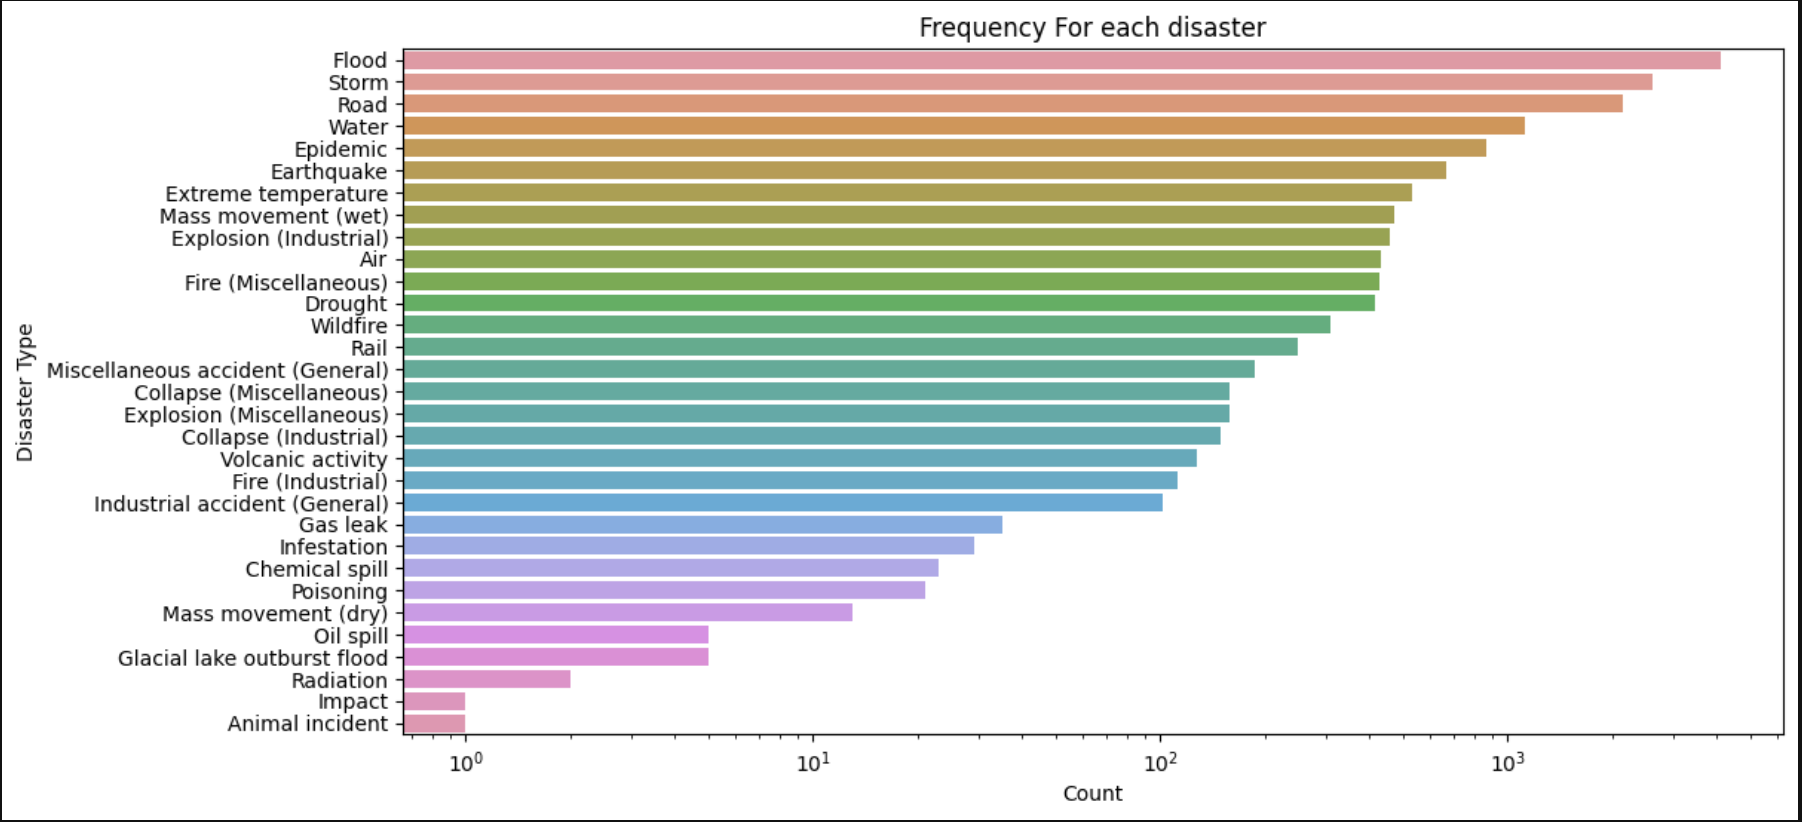 Frequency For each disaster
Disaster Type
Flood
Storm
Road
Water
Epidemic
Earthquake
Extreme temperature
Mass movement (wet)
Explosion (Industrial)
Air
Fire (Miscellaneous)
Drought
Wildfire
Rail
Miscellaneous accident (General)
Collapse (Miscellaneous)
Explosion (Miscellaneous)
Collapse (Industrial)
Volcanic activity
Fire (Industrial)
Industrial accident (General)
Gas leak
Infestation
Chemical spill
Poisoning
Mass movement (dry)
Oil spill
Glacial lake outburst flood
Radiation
Impact
Animal incident
10⁰ 10¹ 10² 10³
Count